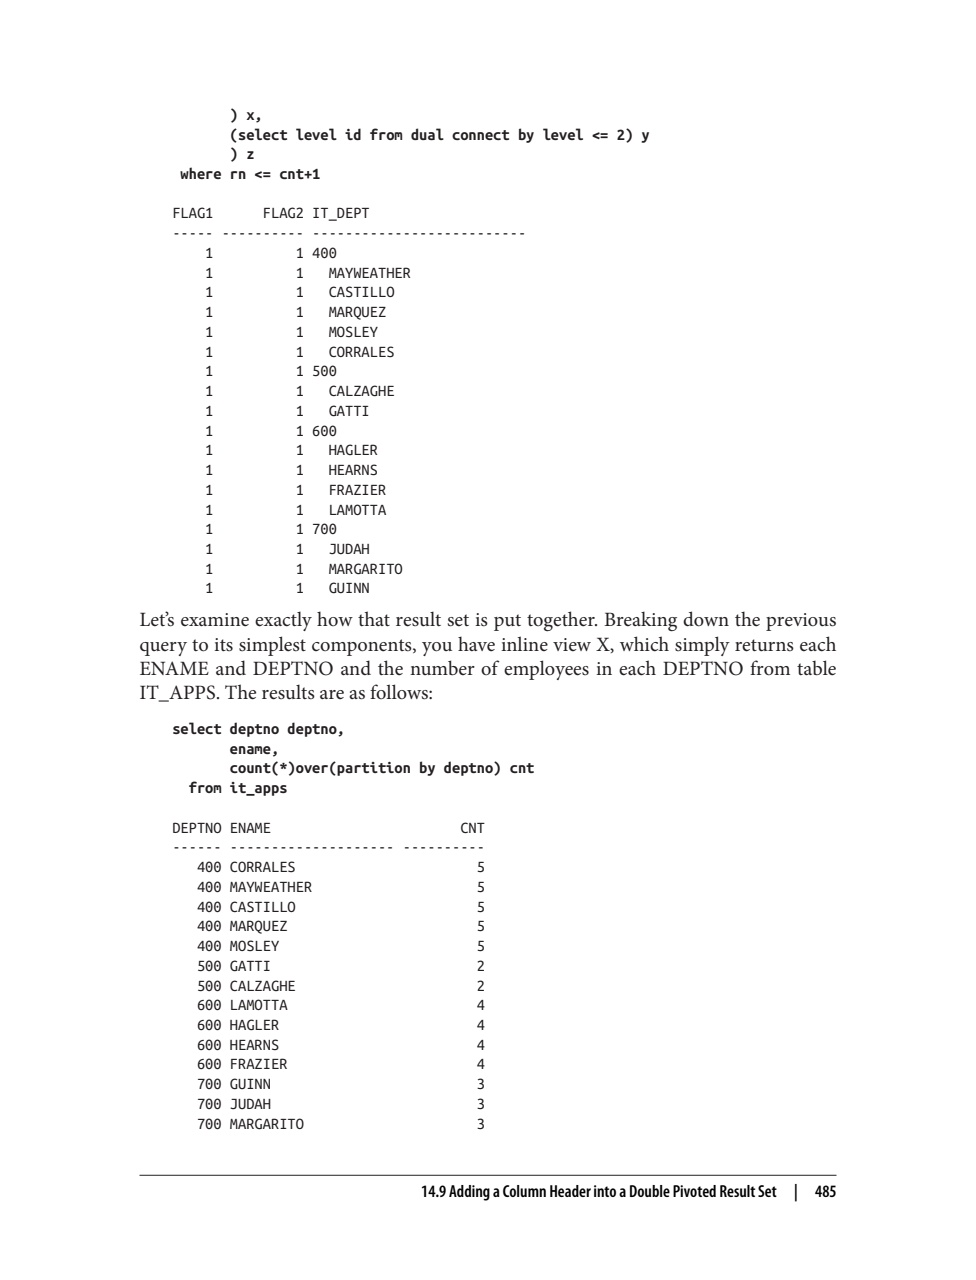 ) x,
       (select level id from dual connect by level <= 2) y
       ) z
 where rn <= cnt+1
FLAG1      FLAG2 IT_DEPT
----- ---------- --------------------------
    1          1 400
    1          1   MAYWEATHER
    1          1   CASTILLO
    1          1   MARQUEZ
    1          1   MOSLEY
    1          1   CORRALES
    1          1 500
    1          1   CALZAGHE
    1          1   GATTI
    1          1 600
    1          1   HAGLER
    1          1   HEARNS
    1          1   FRAZIER
    1          1   LAMOTTA
    1          1 700
    1          1   JUDAH
    1          1   MARGARITO
    1          1   GUINN
Let’s examine exactly how that result set is put together. Breaking down the previous
query to its simplest components, you have inline view X, which simply returns each
ENAME and DEPTNO and the number of employees in each DEPTNO from table
IT_APPS. The results are as follows:
select deptno deptno,
       ename,
       count(*)over(partition by deptno) cnt
  from it_apps
DEPTNO ENAME                       CNT
------ -------------------- ----------
   400 CORRALES                      5
   400 MAYWEATHER                    5
   400 CASTILLO                      5
   400 MARQUEZ                       5
   400 MOSLEY                        5
   500 GATTI                         2
   500 CALZAGHE                      2
   600 LAMOTTA                       4
   600 HAGLER                        4
   600 HEARNS                        4
   600 FRAZIER                       4
   700 GUINN                         3
   700 JUDAH                         3
   700 MARGARITO                     3
14.9 Adding a Column Header into a Double Pivoted Result Set | 485